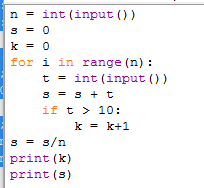 n = int(input())
s = 0
k = 0
for i in range(n):
    t = int(input())
    s = s + t
    if t > 10:
        k = k+1
s = s/n
print(k)
print(s)